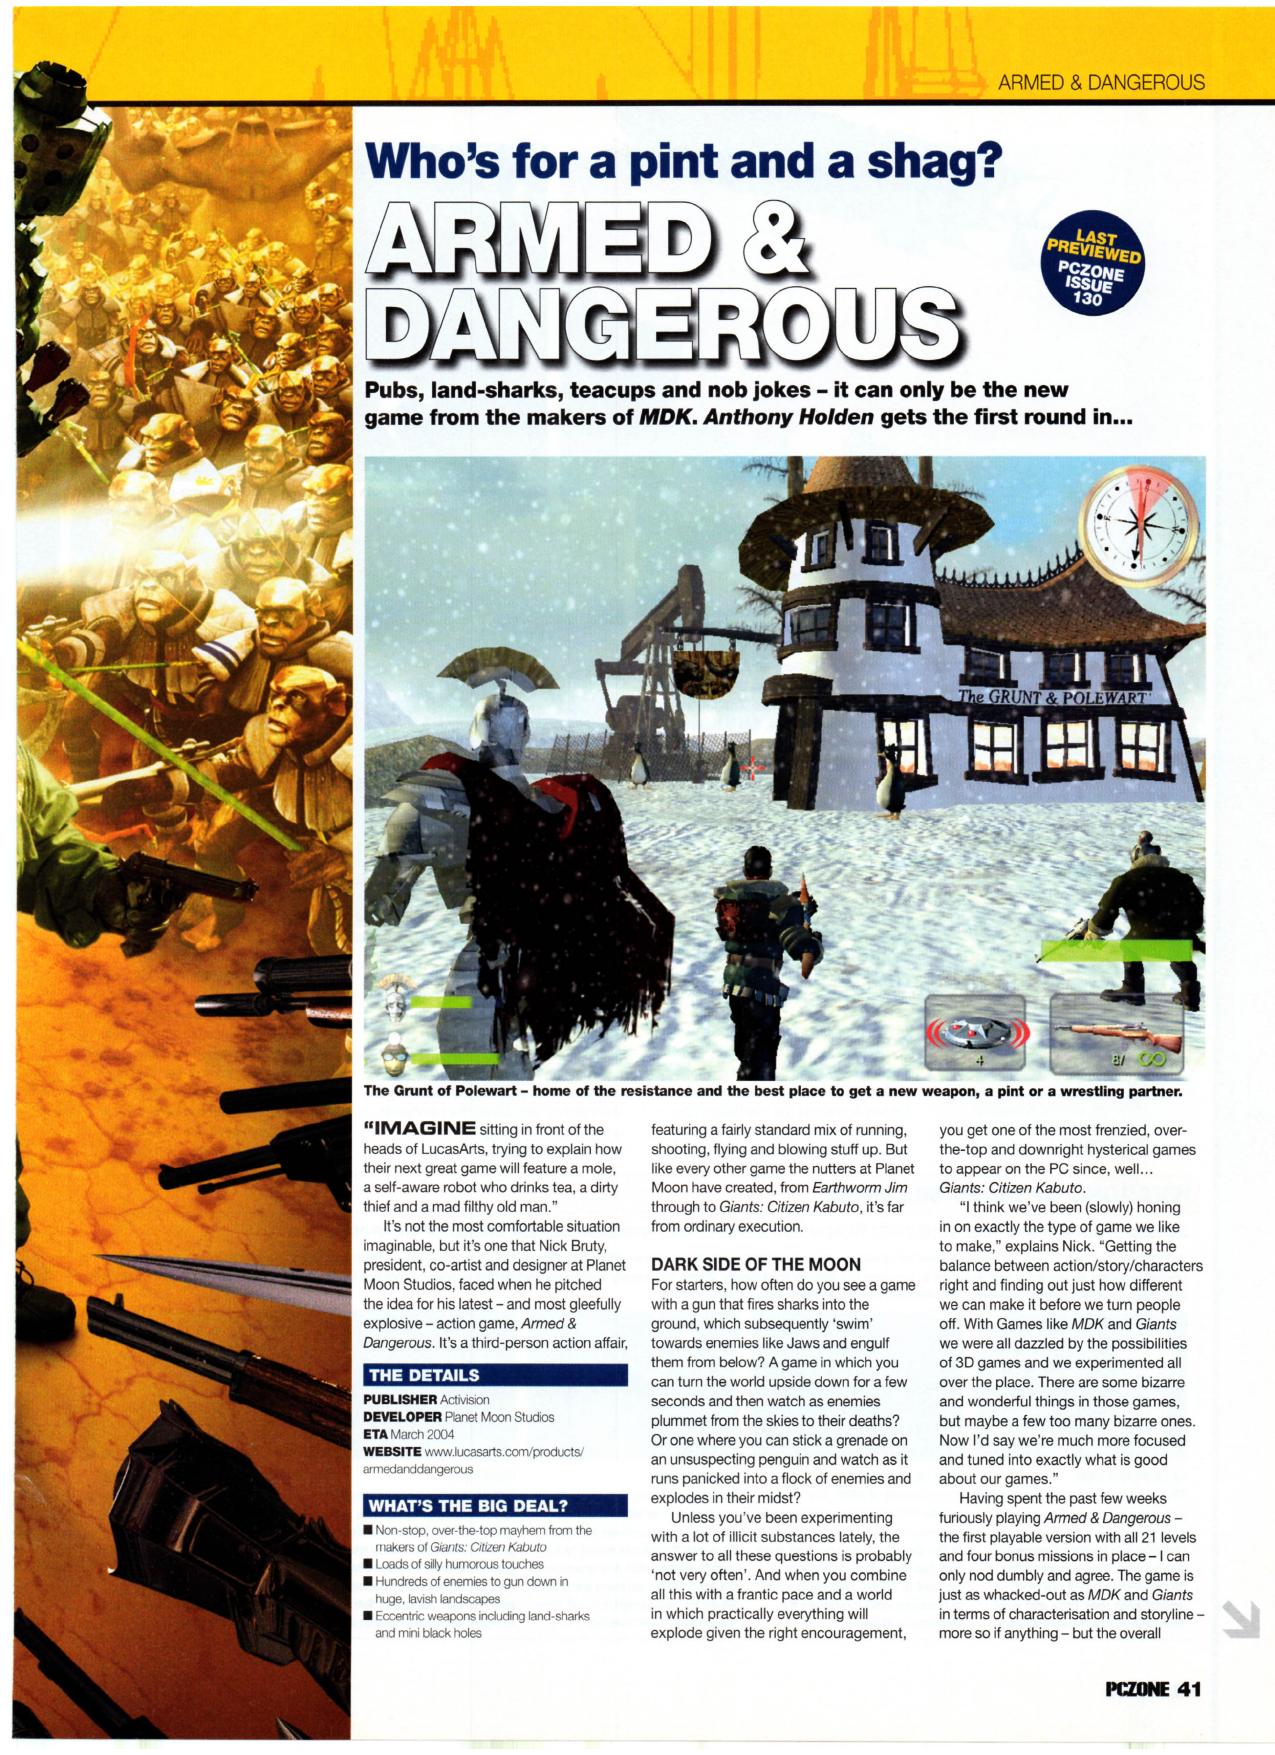 ARMED & DANGEROUS
Who's for a pint and a shag?
ARMED &
DANGEROUS
LAST
PREVIEWED
PCZONE
ISSUE
130
Pubs, land-sharks, teacups and nob jokes – it can only be the new
game from the makers of MDK. Anthony Holden gets the first round in...
The GRUNT & POLEWART
4
8/ ∞
The Grunt of Polewart – home of the resistance and the best place to get a new weapon, a pint or a wrestling partner.
“IMAGINE sitting in front of the
heads of LucasArts, trying to explain how
their next great game will feature a mole,
a self-aware robot who drinks tea, a dirty
thief and a mad filthy old man.”
It’s not the most comfortable situation
imaginable, but it’s one that Nick Bruty,
president, co-artist and designer at Planet
Moon Studios, faced when he pitched
the idea for his latest – and most gleefully
explosive – action game, Armed &
Dangerous. It’s a third-person action affair,
THE DETAILS
PUBLISHER Activision
DEVELOPER Planet Moon Studios
ETA March 2004
WEBSITE www.lucasarts.com/products/
armedanddangerous
WHAT’S THE BIG DEAL?
■ Non-stop, over-the-top mayhem from the
makers of Giants: Citizen Kabuto
■ Loads of silly humorous touches
■ Hundreds of enemies to gun down in
huge, lavish landscapes
■ Eccentric weapons including land-sharks
and mini black holes
featuring a fairly standard mix of running,
shooting, flying and blowing stuff up. But
like every other game the nutters at Planet
Moon have created, from Earthworm Jim
through to Giants: Citizen Kabuto, it’s far
from ordinary execution.
DARK SIDE OF THE MOON
For starters, how often do you see a game
with a gun that fires sharks into the
ground, which subsequently ‘swim’
towards enemies like Jaws and engulf
them from below? A game in which you
can turn the world upside down for a few
seconds and then watch as enemies
plummet from the skies to their deaths?
Or one where you can stick a grenade on
an unsuspecting penguin and watch as it
runs panicked into a flock of enemies and
explodes in their midst?
Unless you’ve been experimenting
with a lot of illicit substances lately, the
answer to all these questions is probably
‘not very often’. And when you combine
all this with a frantic pace and a world
in which practically everything will
explode given the right encouragement,
you get one of the most frenzied, over-
the-top and downright hysterical games
to appear on the PC since, well...
Giants: Citizen Kabuto.
“I think we’ve been (slowly) honing
in on exactly the type of game we like
to make,” explains Nick. “Getting the
balance between action/story/characters
right and finding out just how different
we can make it before we turn people
off. With Games like MDK and Giants
we were all dazzled by the possibilities
of 3D games and we experimented all
over the place. There are some bizarre
and wonderful things in those games,
but maybe a few too many bizarre ones.
Now I’d say we’re much more focused
and tuned into exactly what is good
about our games.”
Having spent the past few weeks
furiously playing Armed & Dangerous –
the first playable version with all 21 levels
and four bonus missions in place – I can
only nod dumbly and agree. The game is
just as whacked-out as MDK and Giants
in terms of characterisation and storyline –
more so if anything – but the overall
PCZONE 41